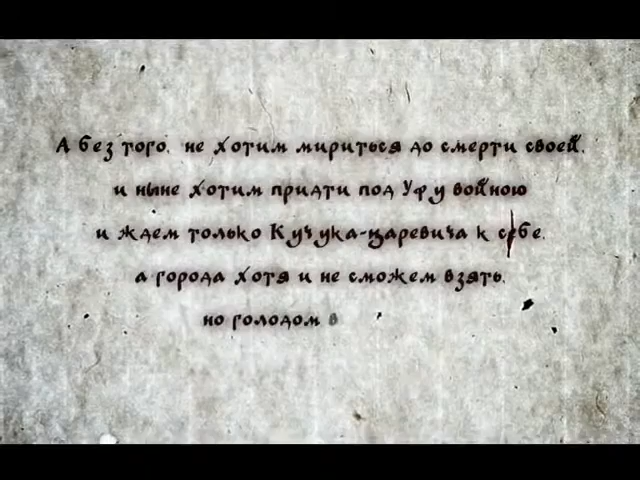 А без того, не хотим мириться до смерти своей,
и ныне хотим придти под Уфу войною
и ждем только Кучука-царевича к себе,
а города хотя и не сможем взять,
но голодом в